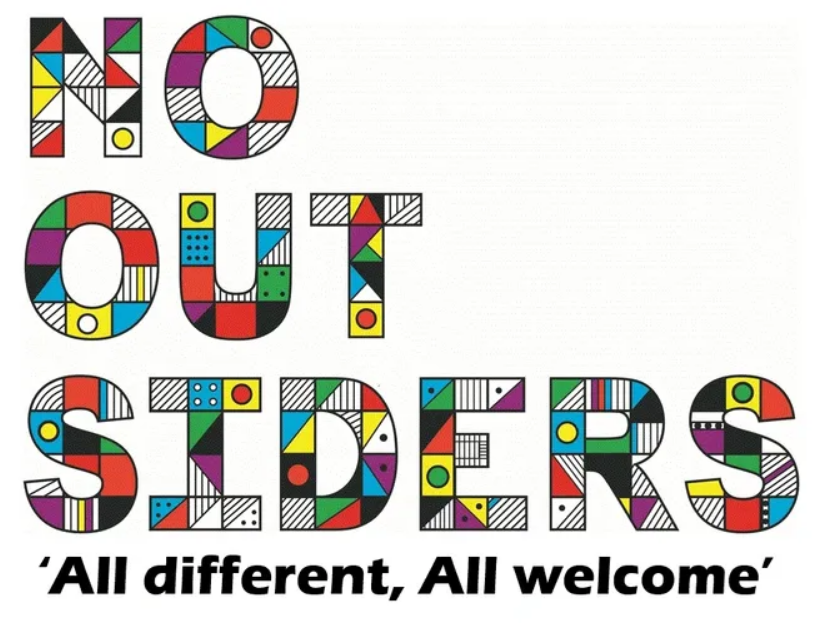 NO
OUT
SIDERS
‘All different, All welcome’